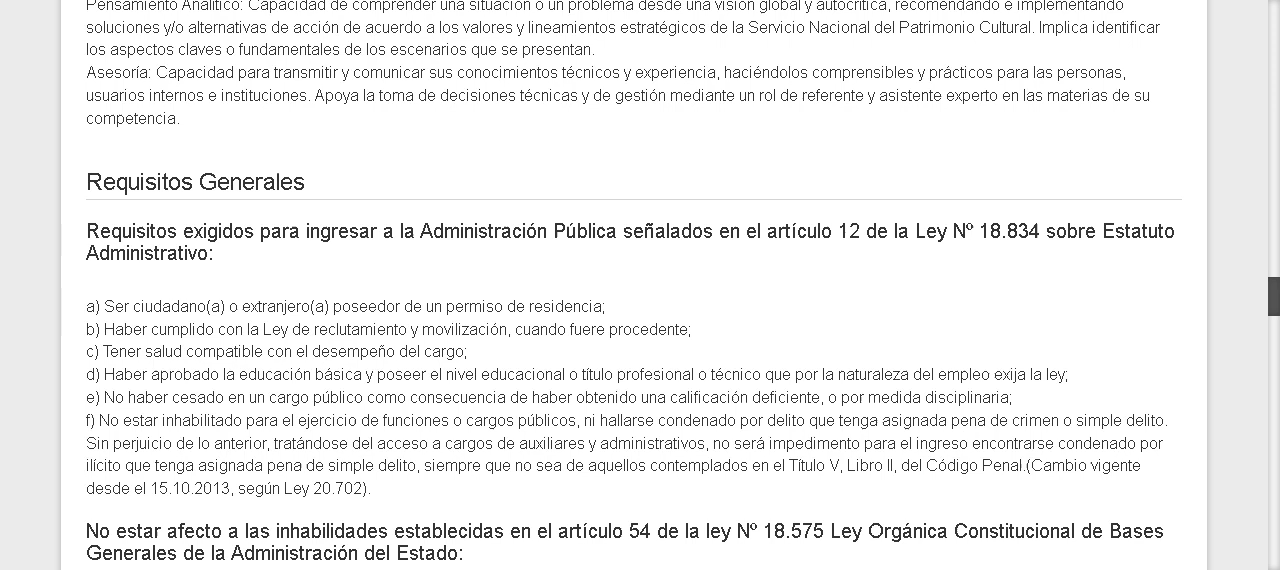 Pensamiento Analítico: Capacidad de comprender una situación o un problema desde una visión global y autocrítica, recomendando e implementando
soluciones y/o alternativas de acción de acuerdo a los valores y lineamientos estratégicos de la Servicio Nacional del Patrimonio Cultural. Implica identificar
los aspectos claves o fundamentales de los escenarios que se presentan.
Asesoría: Capacidad para transmitir y comunicar sus conocimientos técnicos y experiencia, haciéndolos comprensibles y prácticos para las personas,
usuarios internos e instituciones. Apoya la toma de decisiones técnicas y de gestión mediante un rol de referente y asistente experto en las materias de su
competencia.
Requisitos Generales
Requisitos exigidos para ingresar a la Administración Pública señalados en el artículo 12 de la Ley Nº 18.834 sobre Estatuto
Administrativo:
a) Ser ciudadano(a) o extranjero(a) poseedor de un permiso de residencia;
b) Haber cumplido con la Ley de reclutamiento y movilización, cuando fuere procedente;
c) Tener salud compatible con el desempeño del cargo;
d) Haber aprobado la educación básica y poseer el nivel educacional o título profesional o técnico que por la naturaleza del empleo exija la ley;
e) No haber cesado en un cargo público como consecuencia de haber obtenido una calificación deficiente, o por medida disciplinaria;
f) No estar inhabilitado para el ejercicio de funciones o cargos públicos, ni hallarse condenado por delito que tenga asignada pena de crimen o simple delito.
Sin perjuicio de lo anterior, tratándose del acceso a cargos de auxiliares y administrativos, no será impedimento para el ingreso encontrarse condenado por
ilícito que tenga asignada pena de simple delito, siempre que no sea de aquellos contemplados en el Título V, Libro II, del Código Penal.(Cambio vigente
desde el 15.10.2013, según Ley 20.702).
No estar afecto a las inhabilidades establecidas en el artículo 54 de la ley Nº 18.575 Ley Orgánica Constitucional de Bases
Generales de la Administración del Estado: